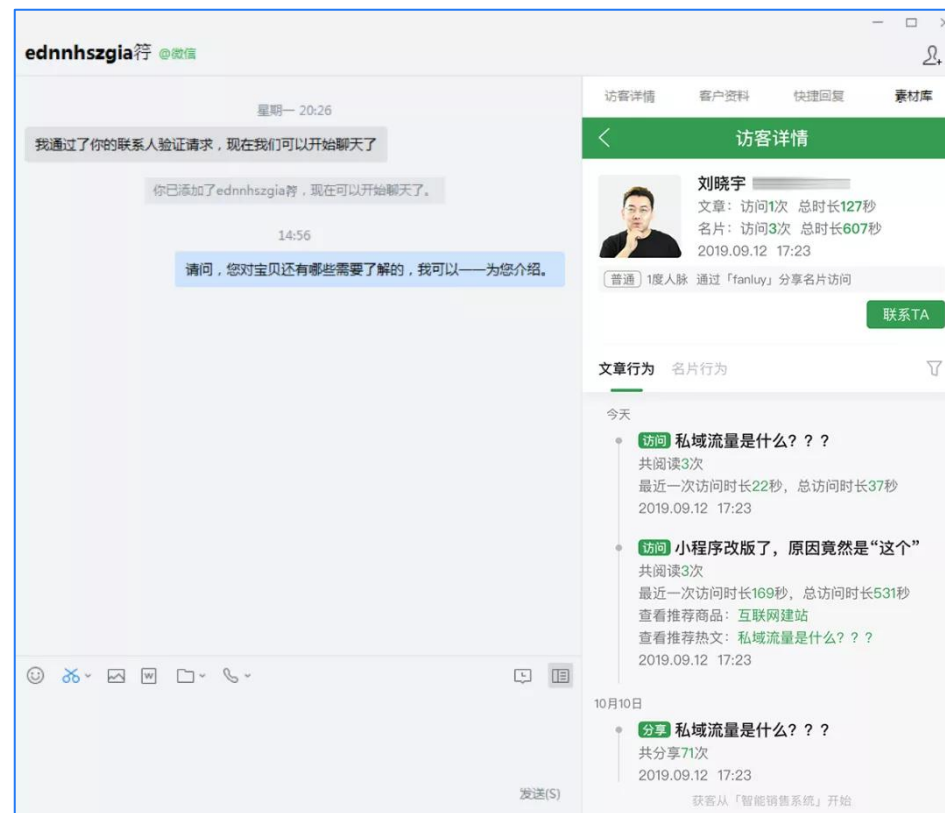 ednnhszgia荇 @微信
星期一 20:26
我通过了你的联系人验证请求，现在我们可以开始聊天了
你已添加了ednnhszgia荇，现在可以开始聊天了。
14:56
请问，您对宝贝还有哪些需要了解的，我可以一一为您介绍。
发送(S)
访客详情 客户资料 快捷回复 素材库
访客详情
刘晓宇
文章：访问1次 总时长127秒
名片：访问3次 总时长607秒
2019.09.12 17:23
普通 1度人脉 通过「fanluy」分享名片访问
联系TA
文章行为 名片行为
今天
访问 私域流量是什么？？？
共阅读3次
最近一次访问时长22秒，总访问时长37秒
2019.09.12 17:23
访问 小程序改版了，原因竟然是“这个”
共阅读3次
最近一次访问时长169秒，总访问时长531秒
查看推荐商品：互联网建站
查看推荐热文：私域流量是什么？？？
2019.09.12 17:23
10月10日
分享 私域流量是什么？？？
共分享71次
2019.09.12 17:23
获客从「智能销售系统」开始